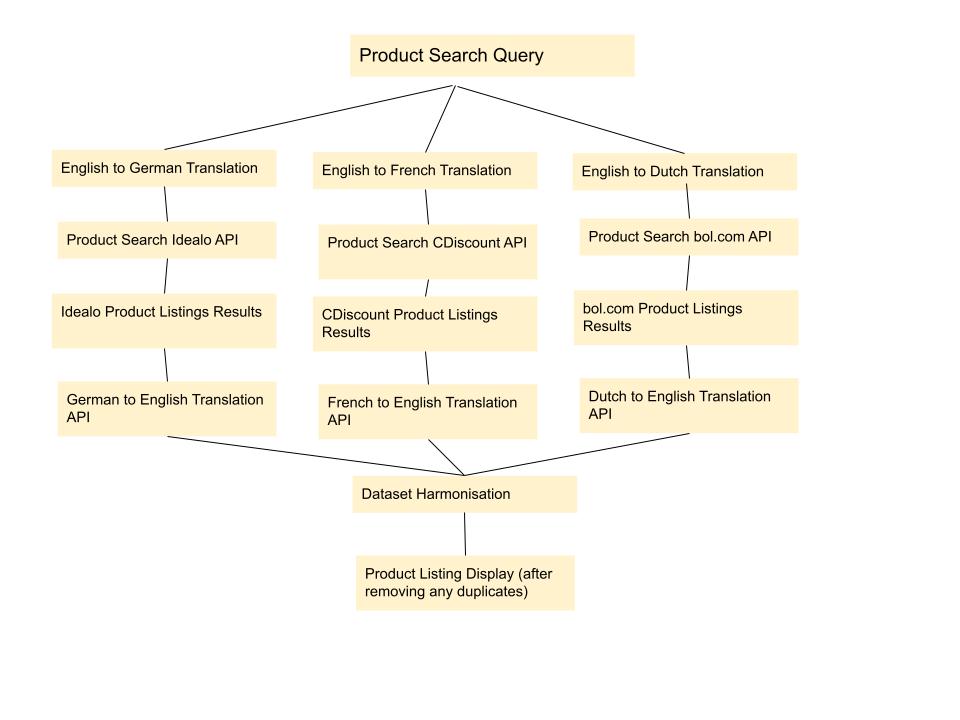 Product Search Query
English to German Translation
English to French Translation
English to Dutch Translation
Product Search Idealo API
Product Search CDiscount API
Product Search bol.com API
Idealo Product Listings Results
CDiscount Product Listings
Results
bol.com Product Listings
Results
German to English Translation
API
French to English Translation
API
Dutch to English Translation
API
Dataset Harmonisation
Product Listing Display (after
removing any duplicates)